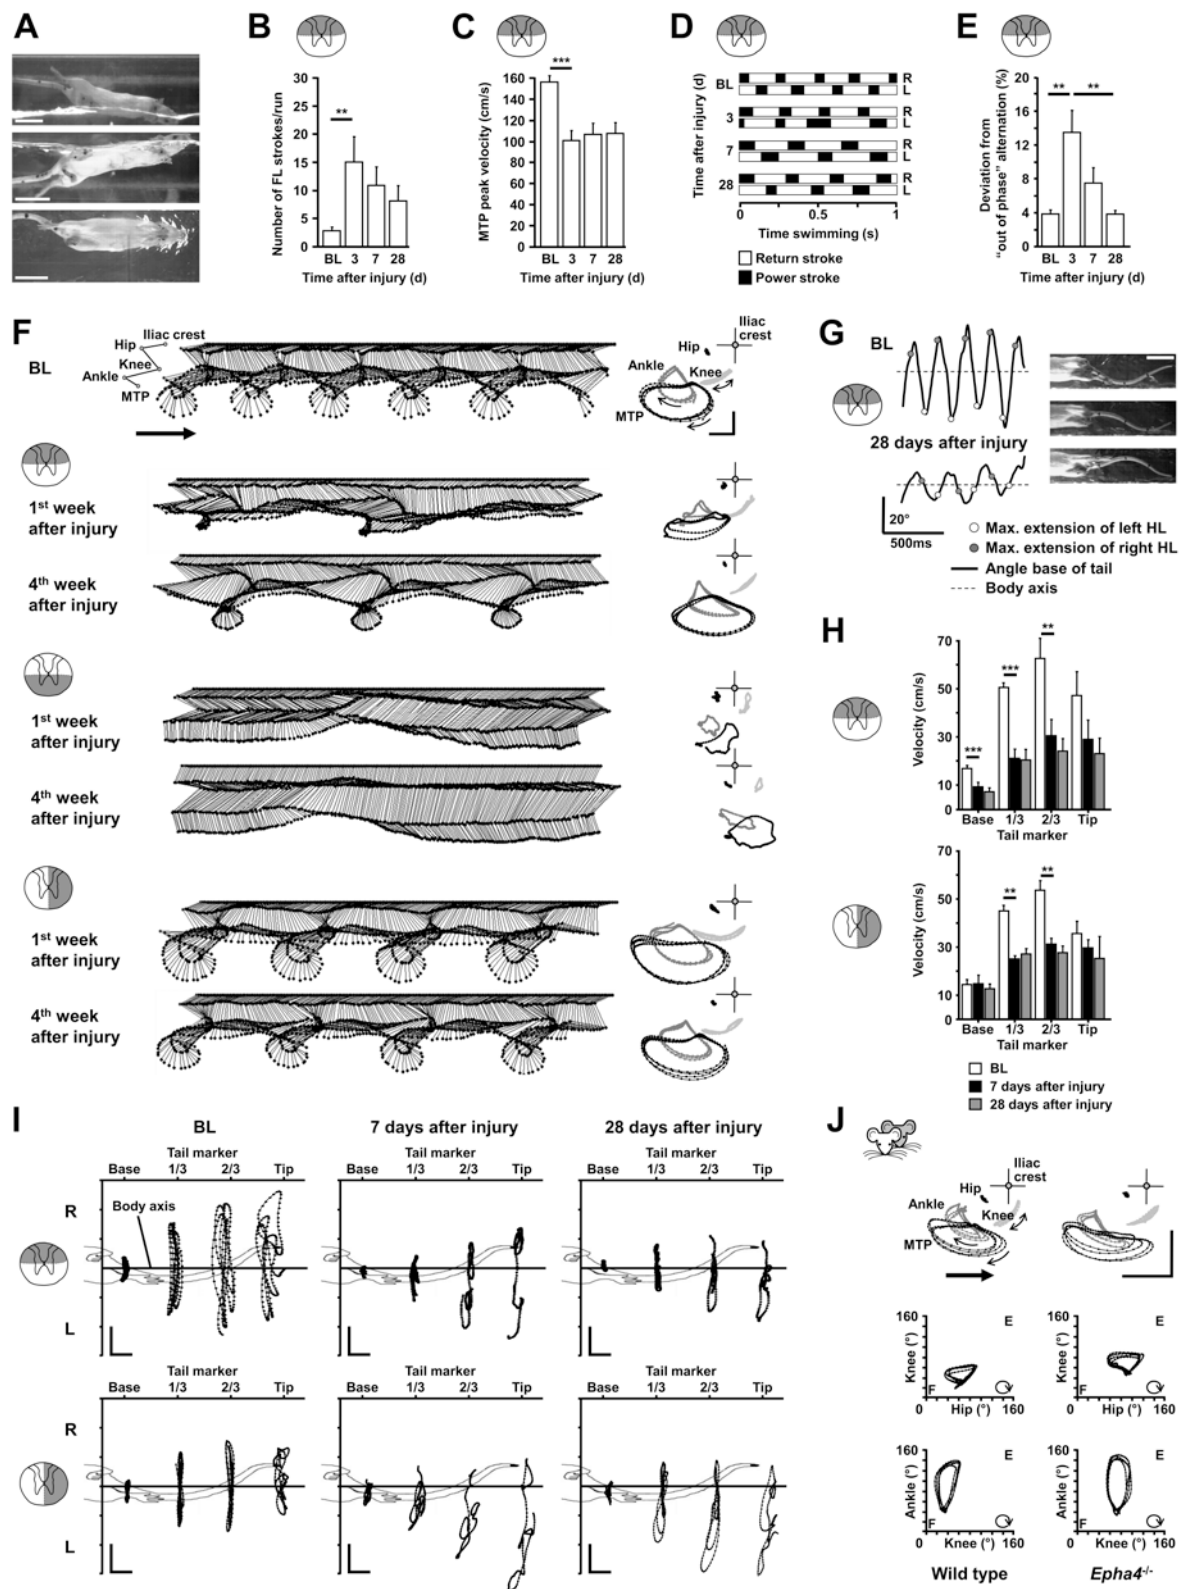 A
B
C
D
E
Number of FL strokes/run
30
25
20
15
10
5
0
**
BL 3 7 28
Time after injury (d)
MTP peak velocity (cm/s)
160
140
120
100
80
60
40
20
0
***
BL 3 7 28
Time after injury (d)
Time after injury (d)
BL
R
L
3
R
L
7
R
L
28
R
L
0 0.5 1
Time swimming (s)
Return stroke
Power stroke
Deviation from
"out of phase" alternation (%)
20
16
12
8
4
0
** **
BL 3 7 28
Time after injury (d)
F
BL
Iliac crest
Hip
Knee
Ankle
MTP
Iliac
crest
Hip
Knee
Ankle
MTP
1st week
after injury
4th week
after injury
1st week
after injury
4th week
after injury
1st week
after injury
4th week
after injury
G
BL
28 days after injury
20°
500ms
Max. extension of left HL
Max. extension of right HL
Angle base of tail
Body axis
H
Velocity (cm/s)
70
50
30
10
0
***
***
**
Base 1/3 2/3 Tip
Tail marker
Velocity (cm/s)
70
50
30
10
0
**
**
Base 1/3 2/3 Tip
Tail marker
BL
7 days after injury
28 days after injury
I
BL
7 days after injury
28 days after injury
Tail marker
Base 1/3 2/3 Tip
Tail marker
Base 1/3 2/3 Tip
Tail marker
Base 1/3 2/3 Tip
R
Body axis
L
Tail marker
Base 1/3 2/3 Tip
Tail marker
Base 1/3 2/3 Tip
Tail marker
Base 1/3 2/3 Tip
R
L
J
Iliac
crest
Hip
Ankle
Knee
MTP
160
E
Knee (°)
F
0 Hip (°) 160
160
E
Knee (°)
F
0 Hip (°) 160
160
E
Ankle (°)
F
0 Knee (°) 160
160
E
Ankle (°)
F
0 Knee (°) 160
Wild type
Epha4-/-